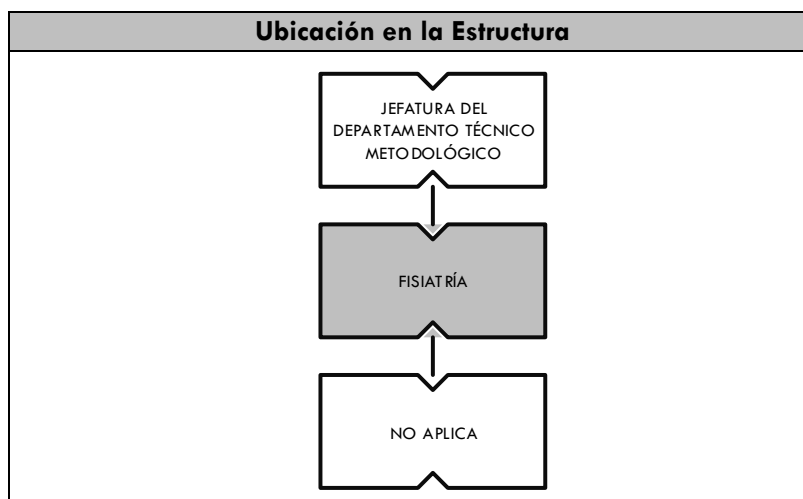 Ubicación en la Estructura
JEFATURA DEL
DEPARTAMENTO TÉCNICO
METODOLÓGICO
FISIATRÍA
NO APLICA